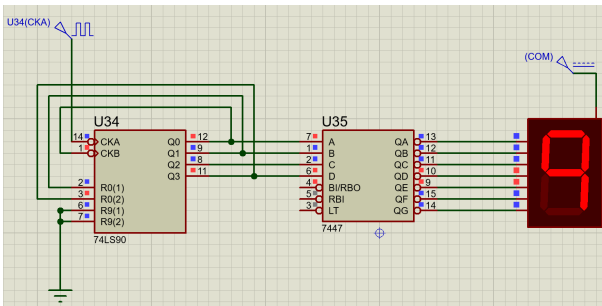 U34(CKA)
(COM)
U34
14 CKA Q0 12
1 CKB Q1 9
Q2 8
Q3 11
2 R0(1)
3 R0(2)
6 R9(1)
7 R9(2)
74LS90
U35
7 A QA 13
1 B QB 12
2 C QC 11
6 D QD 10
4 BI/RBO QE 9
5 RBI QF 15
3 LT QG 14
7447
9